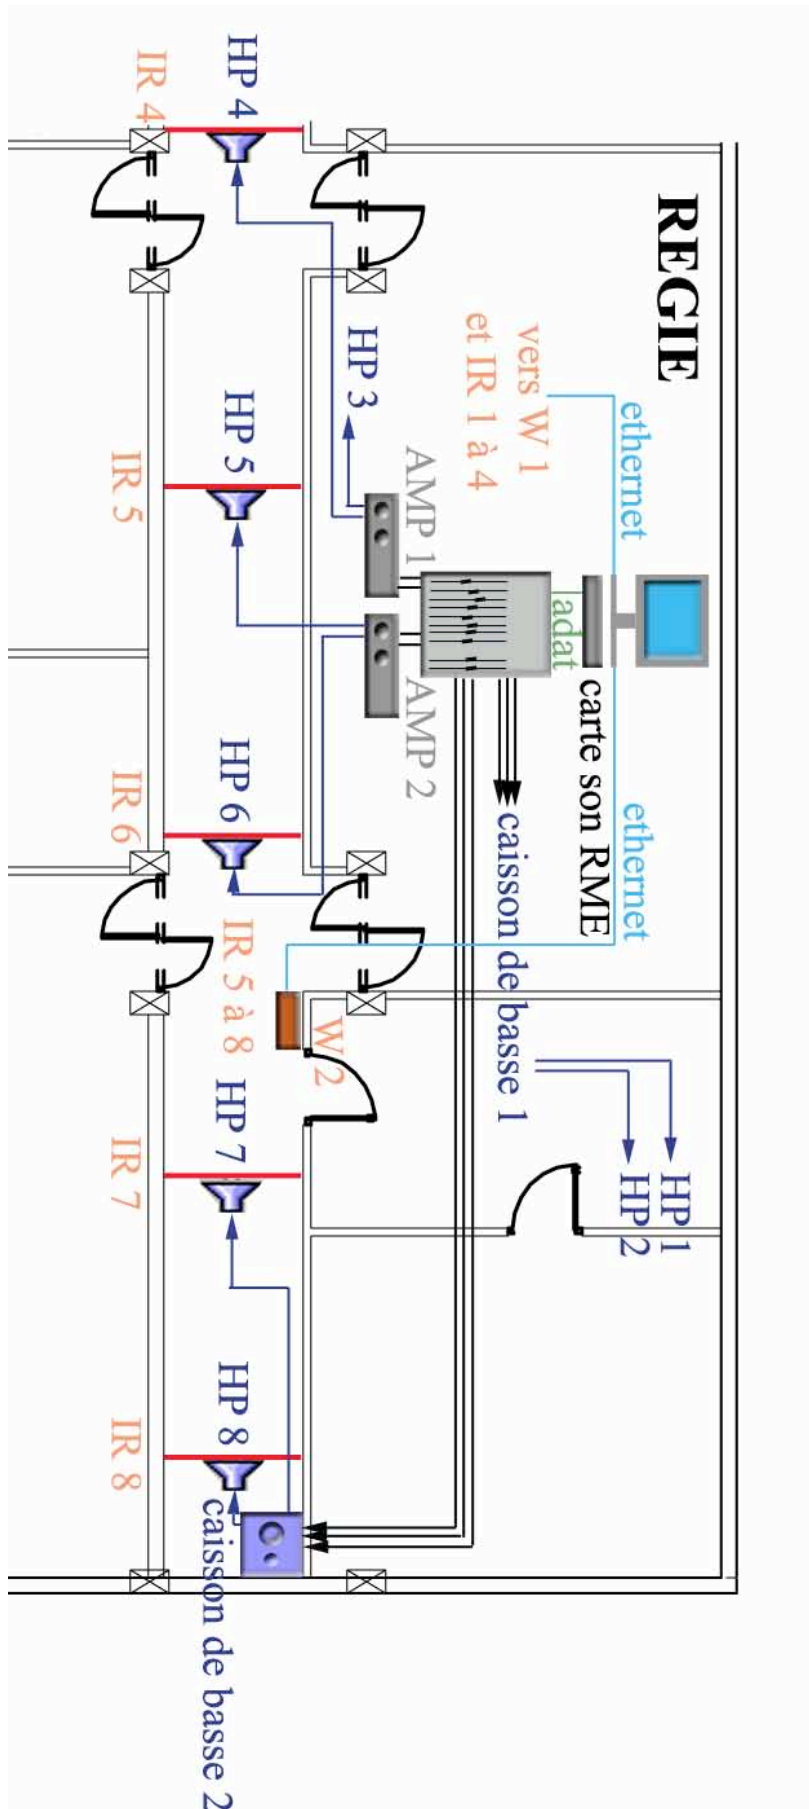 REGIE
ethernet
ethernet
vers W 1
et IR 1 à 4
adat
carte son RME
AMP 1
AMP 2
HP 3
caisson de basse 1
HP 1
HP 2
W 2
IR 5 à 8
HP 4
HP 5
HP 6
HP 7
HP 8
caisson de basse 2
IR 4
IR 5
IR 6
IR 7
IR 8